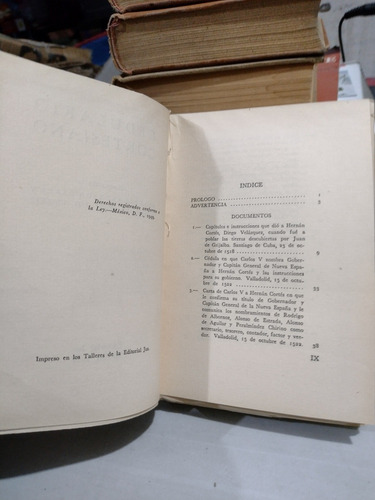 Derechos registrados conforme a
la Ley.—México, D. F.,
Impreso en los Talleres de la Editorial Jus
INDICE
PROLOGO 1
ADVERTENCIA
DOCUMENTOS
1.—Capítulos e instrucciones que dió a Hernán
Cortés, Diego Velázquez, cuando fué a
poblar las tierras descubiertas por Juan
de Grijalba. Santiago de Cuba, 23 de oc-
tubre de 1518
2.—Cédula en que Carlos V nombra Gober-
nador y Capitán General de Nueva Espa-
ña a Hernán Cortés y las instrucciones
para su gobierno. Valladolid, 15 de octu-
bre de 1522 33
3.—Carta de Carlos V a Hernán Cortés en que
le confirma su título de Gobernador y
Capitán General de la Nueva España y le
comunica los nombramientos de Rodrigo
de Albornoz, Alonso de Estrada, Alonso
de Aguilar y Peralmíndez Chirino como
secretario, tesorero, contador, factor y vee-
dor. Valladolid, 15 de octubre de 1522. 38
IX